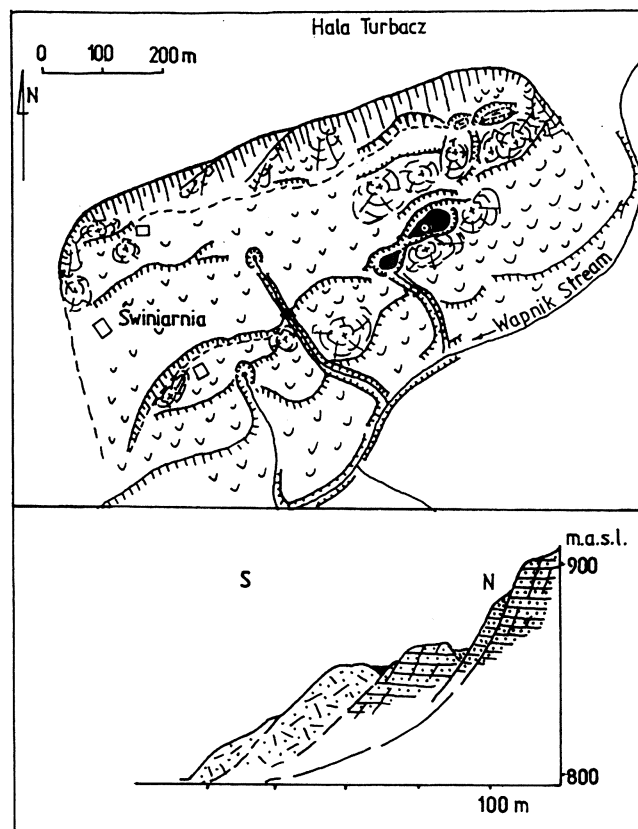 Hala Turbacz
0 100 200 m
N
Swiniarnia
Wapnik Stream
m.a.s.l.
900
S N
800
100 m